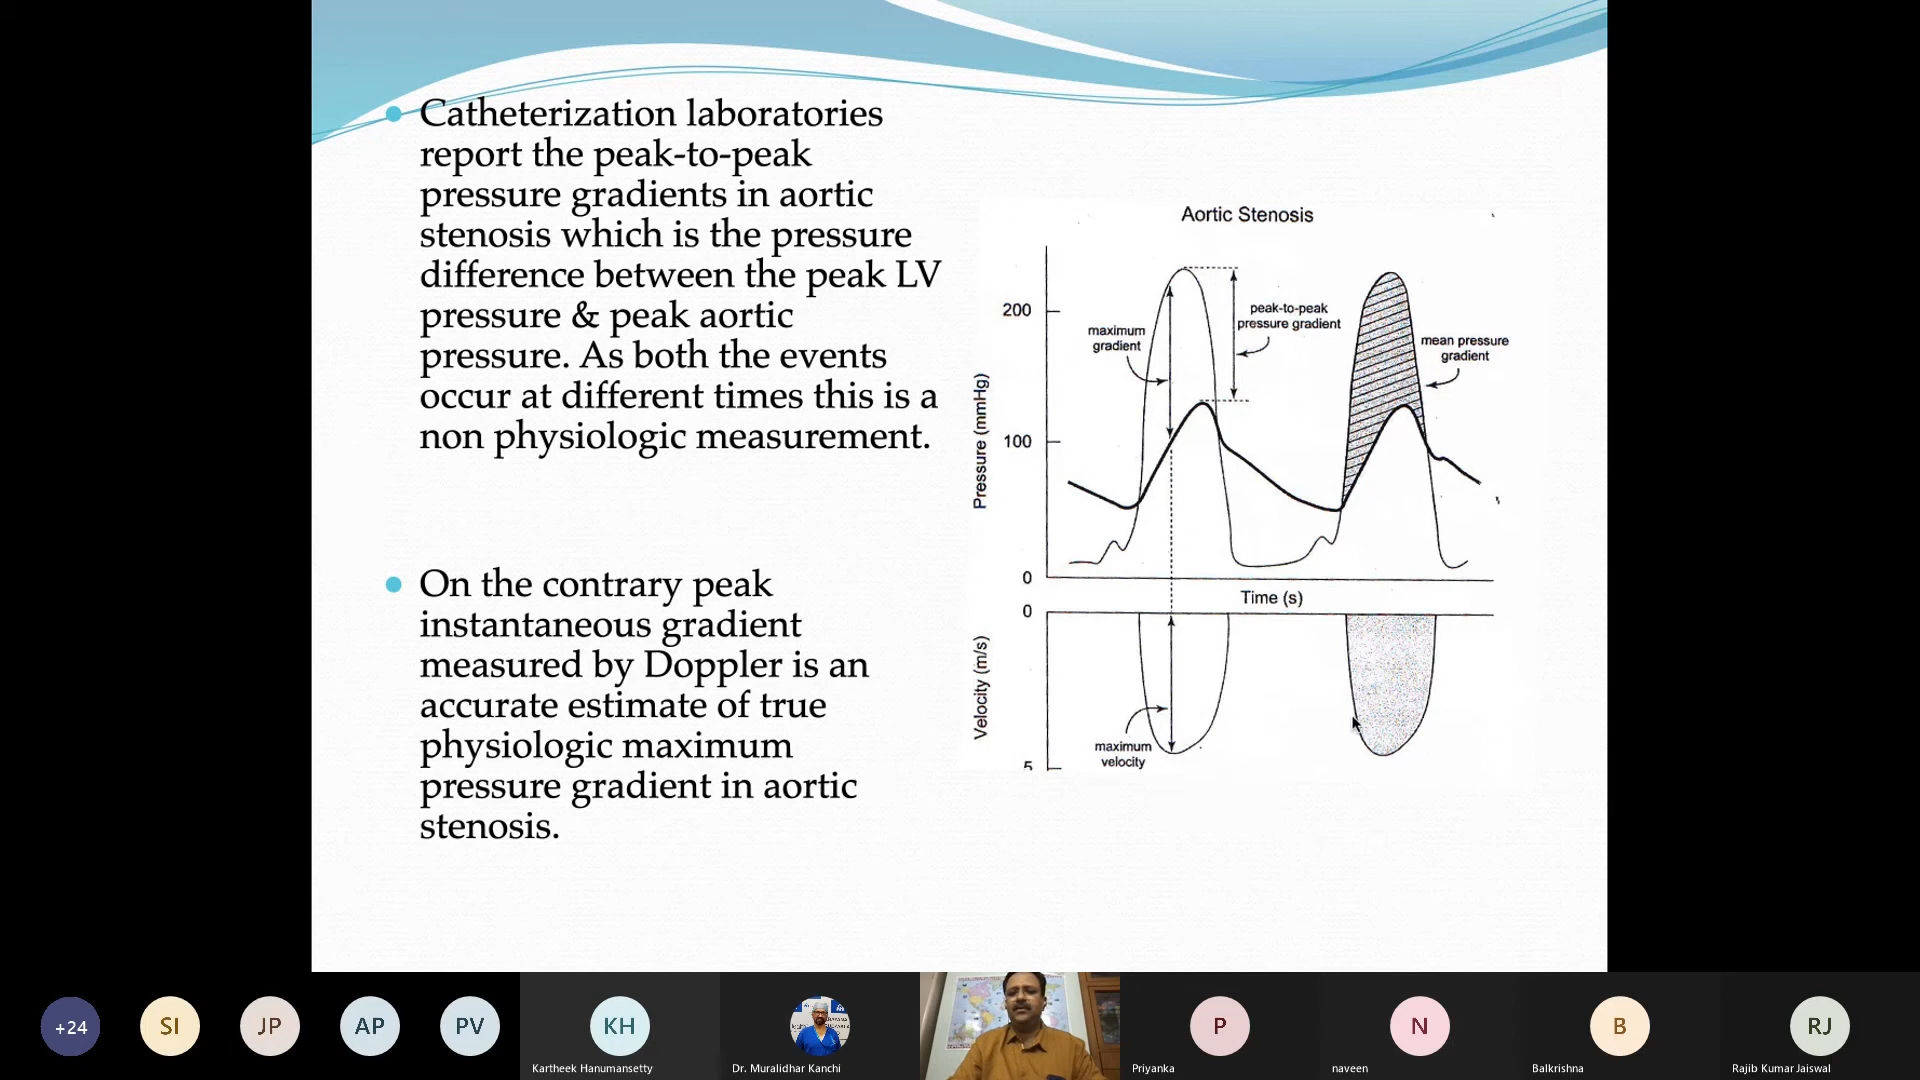 Catheterization laboratories
report the peak-to-peak
pressure gradients in aortic
stenosis which is the pressure
difference between the peak LV
pressure & peak aortic
pressure. As both the events
occur at different times this is a
non physiologic measurement.
On the contrary peak
instantaneous gradient
measured by Doppler is an
accurate estimate of true
physiologic maximum
pressure gradient in aortic
stenosis.
Aortic Stenosis
Pressure (mmHg)
200
100
0
maximum
gradient
peak-to-peak
pressure gradient
mean pressure
gradient
Time (s)
Velocity (m/s)
0
5
maximum
velocity
+24
SI
JP
AP
PV
KH
Kartheek Hanumansetty
Dr. Muralidhar Kanchi
P
Priyanka
N
naveen
B
Balkrishna
RJ
Rajib Kumar Jaiswal